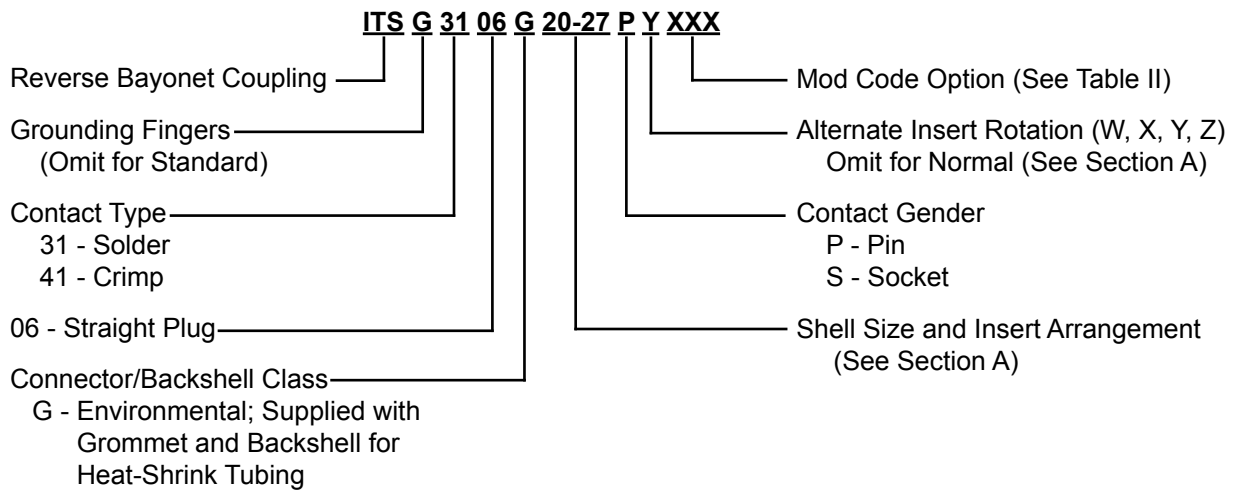 ITS G 31 06 G 20-27 P Y XXX
Reverse Bayonet Coupling
Grounding Fingers
(Omit for Standard)
Contact Type
31 - Solder
41 - Crimp
06 - Straight Plug
Connector/Backshell Class
G - Environmental; Supplied with
Grommet and Backshell for
Heat-Shrink Tubing
Mod Code Option (See Table II)
Alternate Insert Rotation (W, X, Y, Z)
Omit for Normal (See Section A)
Contact Gender
P - Pin
S - Socket
Shell Size and Insert Arrangement
(See Section A)